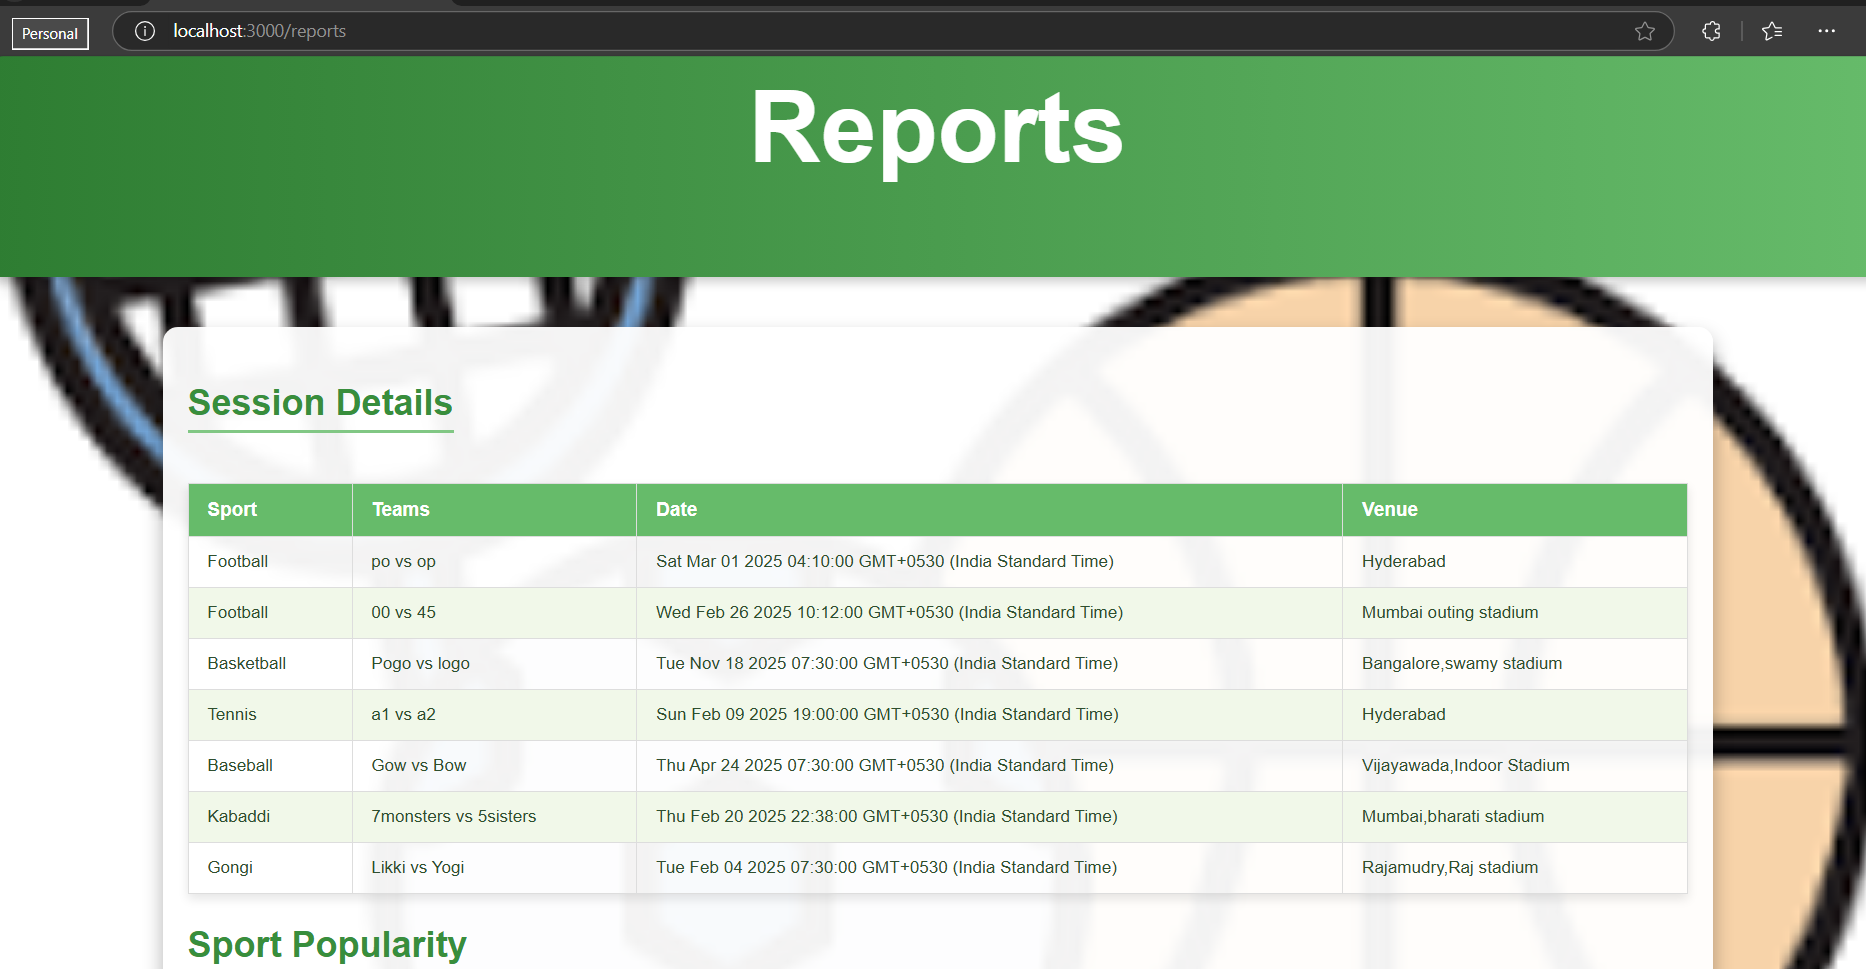 Personal
localhost:3000/reports
Reports
Session Details
Sport Teams Date Venue
Football po vs op Sat Mar 01 2025 04:10:00 GMT+0530 (India Standard Time) Hyderabad
Football 00 vs 45 Wed Feb 26 2025 10:12:00 GMT+0530 (India Standard Time) Mumbai outing stadium
Basketball Pogo vs logo Tue Nov 18 2025 07:30:00 GMT+0530 (India Standard Time) Bangalore,swamy stadium
Tennis a1 vs a2 Sun Feb 09 2025 19:00:00 GMT+0530 (India Standard Time) Hyderabad
Baseball Gow vs Bow Thu Apr 24 2025 07:30:00 GMT+0530 (India Standard Time) Vijayawada,Indoor Stadium
Kabaddi 7monsters vs 5sisters Thu Feb 20 2025 22:38:00 GMT+0530 (India Standard Time) Mumbai,bharati stadium
Gongi Likki vs Yogi Tue Feb 04 2025 07:30:00 GMT+0530 (India Standard Time) Rajamudry,Raj stadium
Sport Popularity